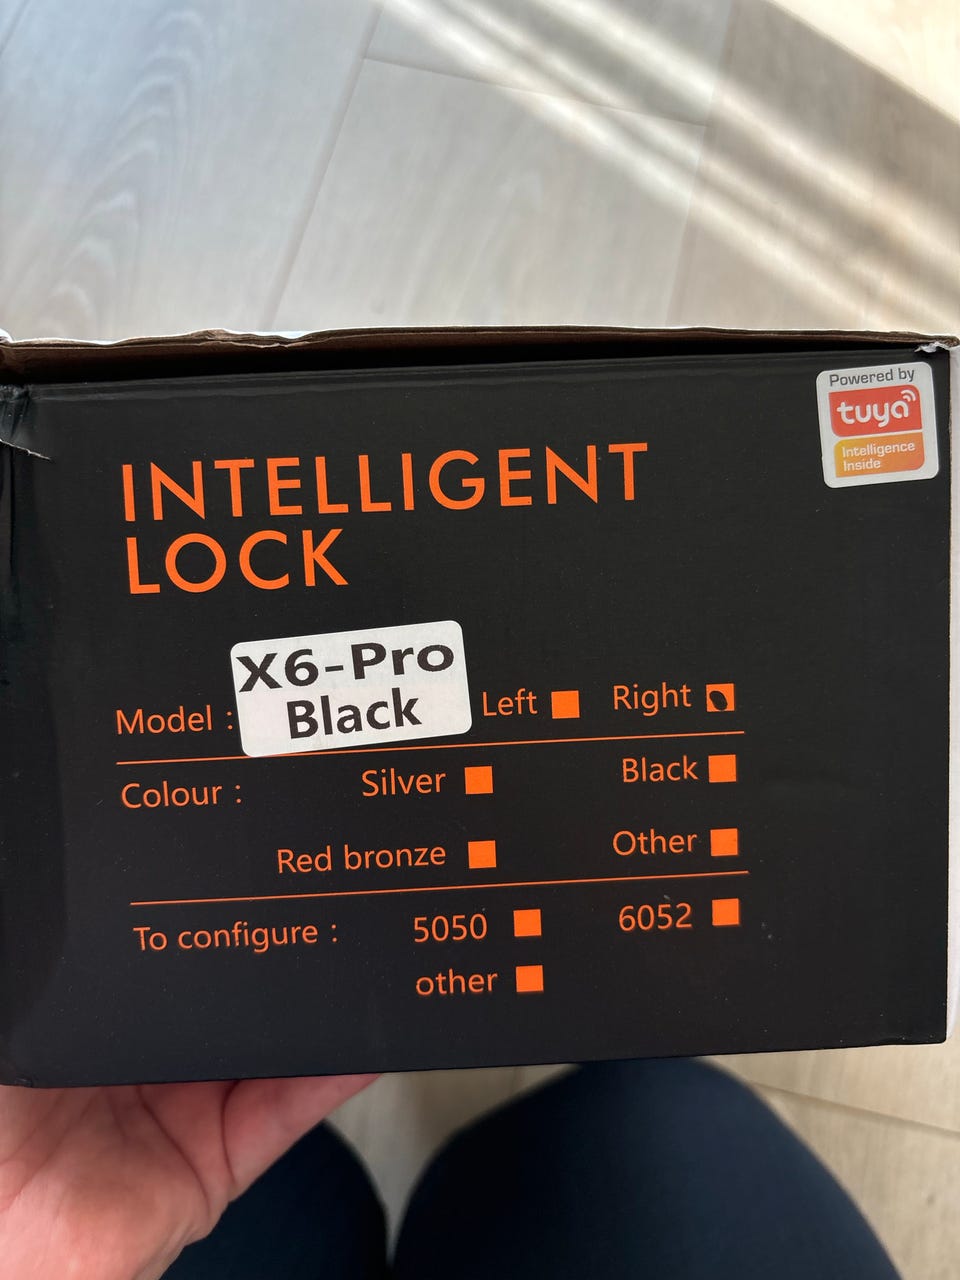 Powered by
tuya
Intelligence
Inside
INTELLIGENT
LOCK
X6-Pro
Black
Model : Left Right
Colour : Silver Black
Red bronze Other
To configure : 5050 6052
other